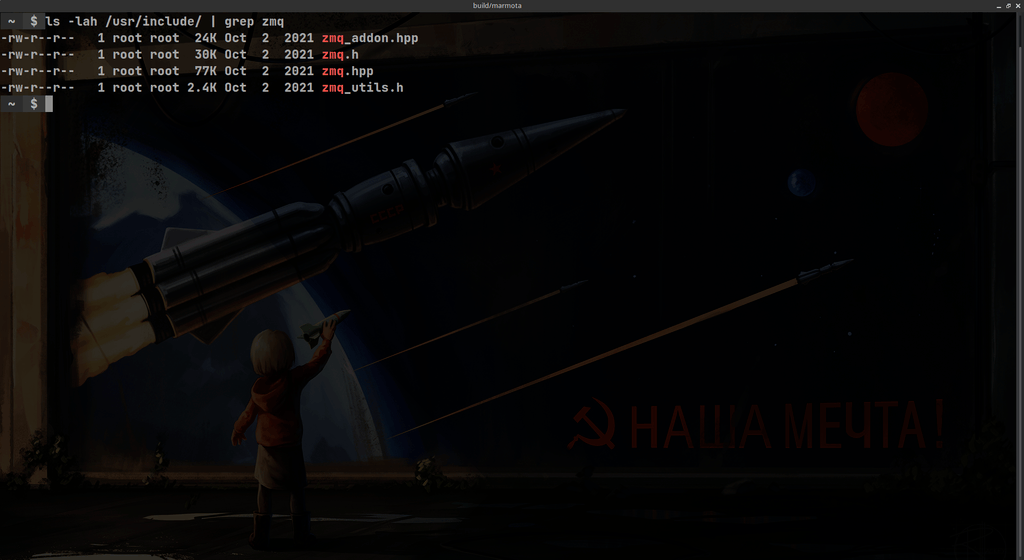 build/marmota
~ $ ls -lah /usr/include/ | grep zmq
-rw-r--r-- 1 root root 24K Oct 2 2021 zmq_addon.hpp
-rw-r--r-- 1 root root 30K Oct 2 2021 zmq.h
-rw-r--r-- 1 root root 77K Oct 2 2021 zmq.hpp
-rw-r--r-- 1 root root 2.4K Oct 2 2021 zmq_utils.h
~ $
СССР
НАША МЕЧТА!